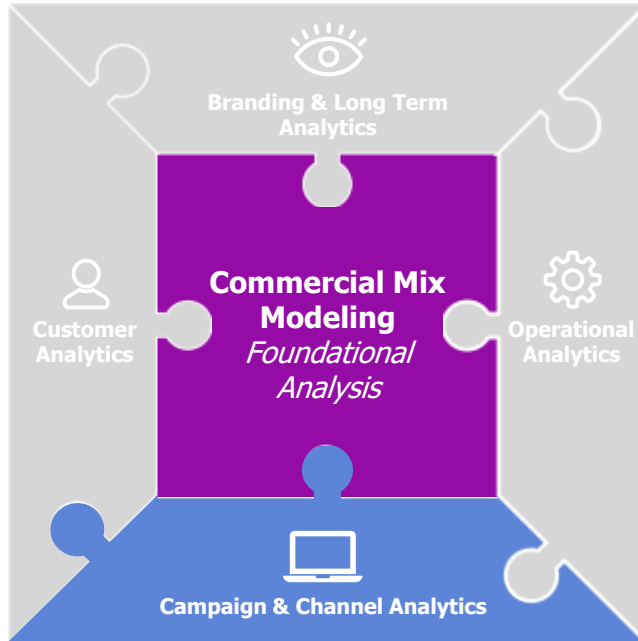 Branding & Long Term
Analytics
Commercial Mix
Modeling
Foundational
Analysis
Customer
Analytics
Operational
Analytics
Campaign & Channel Analytics